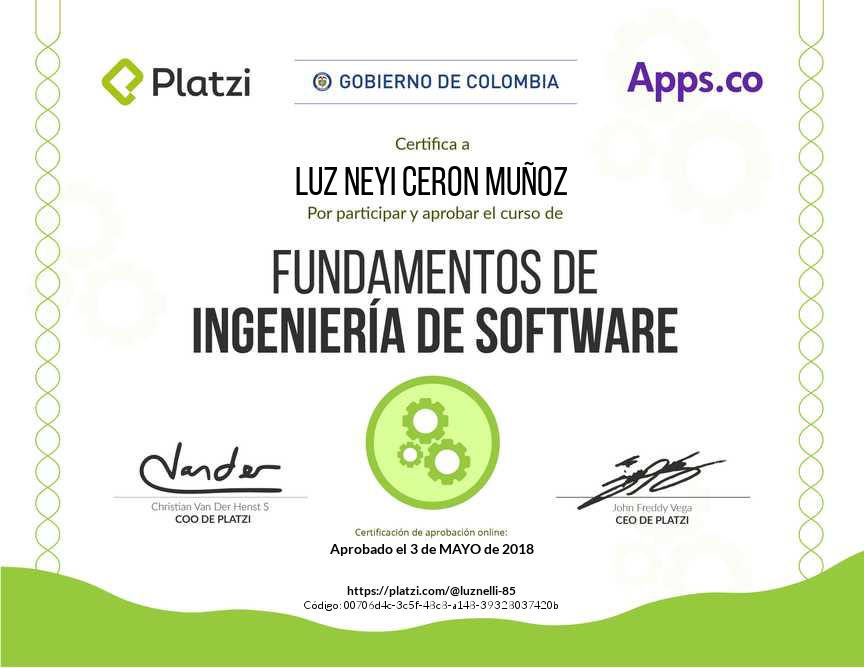 Platzi
GOBIERNO DE COLOMBIA
Apps.co
Certifica a
LUZ NEYI CERON MUÑOZ
Por participar y aprobar el curso de
FUNDAMENTOS DE
INGENIERÍA DE SOFTWARE
Vander
Christian Van Der Henst S
COO DE PLATZI
John Freddy Vega
CEO DE PLATZI
Certificación de aprobación online:
Aprobado el 3 de MAYO de 2018
https://platzi.com/@luznelli-85
Código: 00706d4c-3c5f-48c8-a148-39328037420b